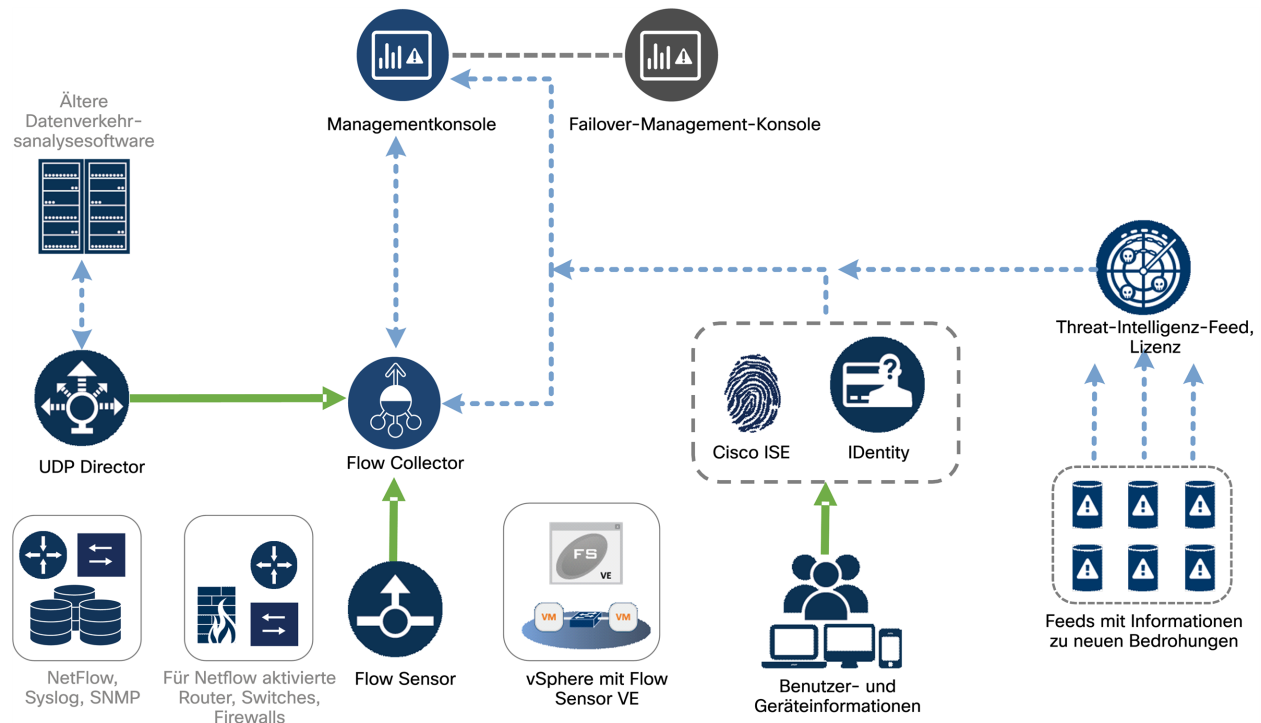 Managementkonsole
Failover-Management-Konsole
Ältere
Datenverkehr-
sanalysesoftware
Threat-Intelligenz-Feed,
Lizenz
UDP Director
Flow Collector
Cisco ISE
IDentity
FS
VE
VM
VM
NetFlow,
Syslog, SNMP
Für Netflow aktivierte
Router, Switches,
Firewalls
Flow Sensor
vSphere mit Flow
Sensor VE
Benutzer- und
Geräteinformationen
Feeds mit Informationen
zu neuen Bedrohungen